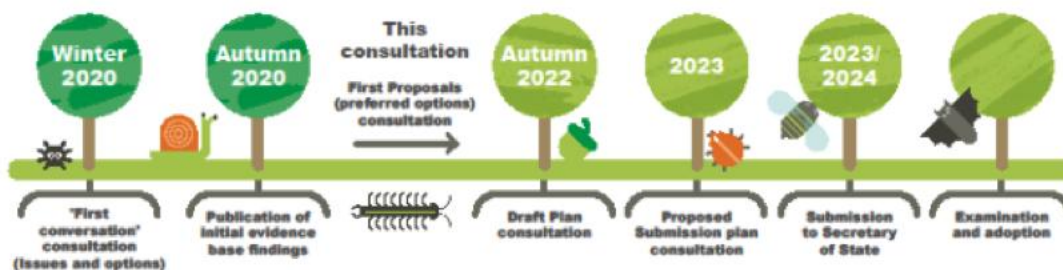 Winter
2020
Autumn
2020
This
consultation
First Proposals
(preferred options)
consultation
Autumn
2022
2023
2023/
2024
"First
conversation"
consultation
(Issues and options)
Publication of
initial evidence
base findings
Draft Plan
consultation
Proposed
Submission plan
consultation
Submission
to Secretary
of State
Examination
and adoption